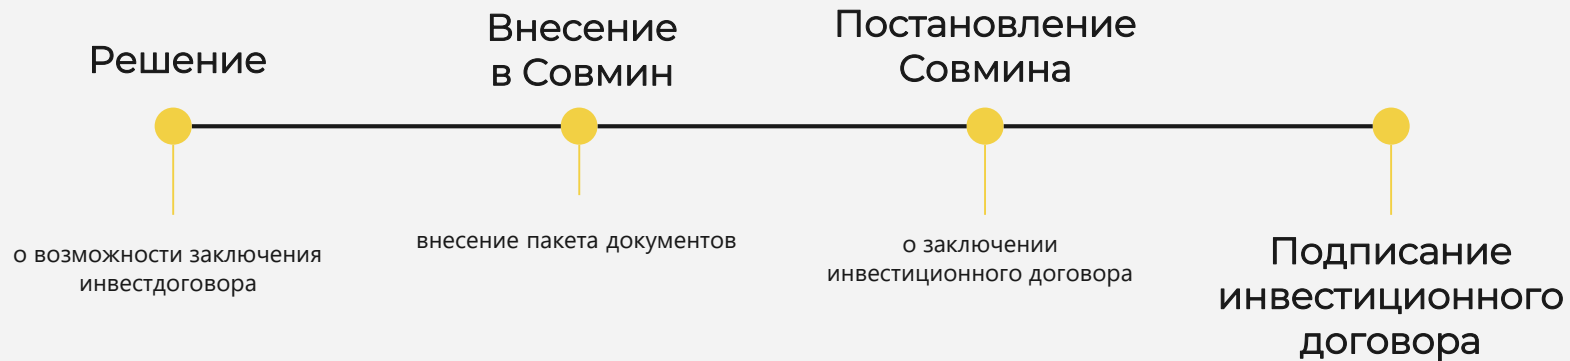 Решение
о возможности заключения
инвестдоговора
Внесение
в Совмин
внесение пакета документов
Постановление
Совмина
о заключении
инвестиционного договора
Подписание
инвестиционного
договора